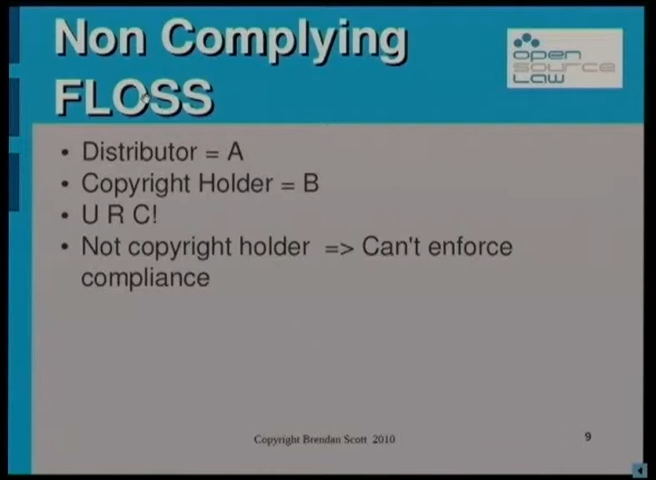 Non Complying
FLOSS
open
source
Law
• Distributor = A
• Copyright Holder = B
• U R C!
• Not copyright holder => Can't enforce
compliance
Copyright Brendan Scott 2010
9